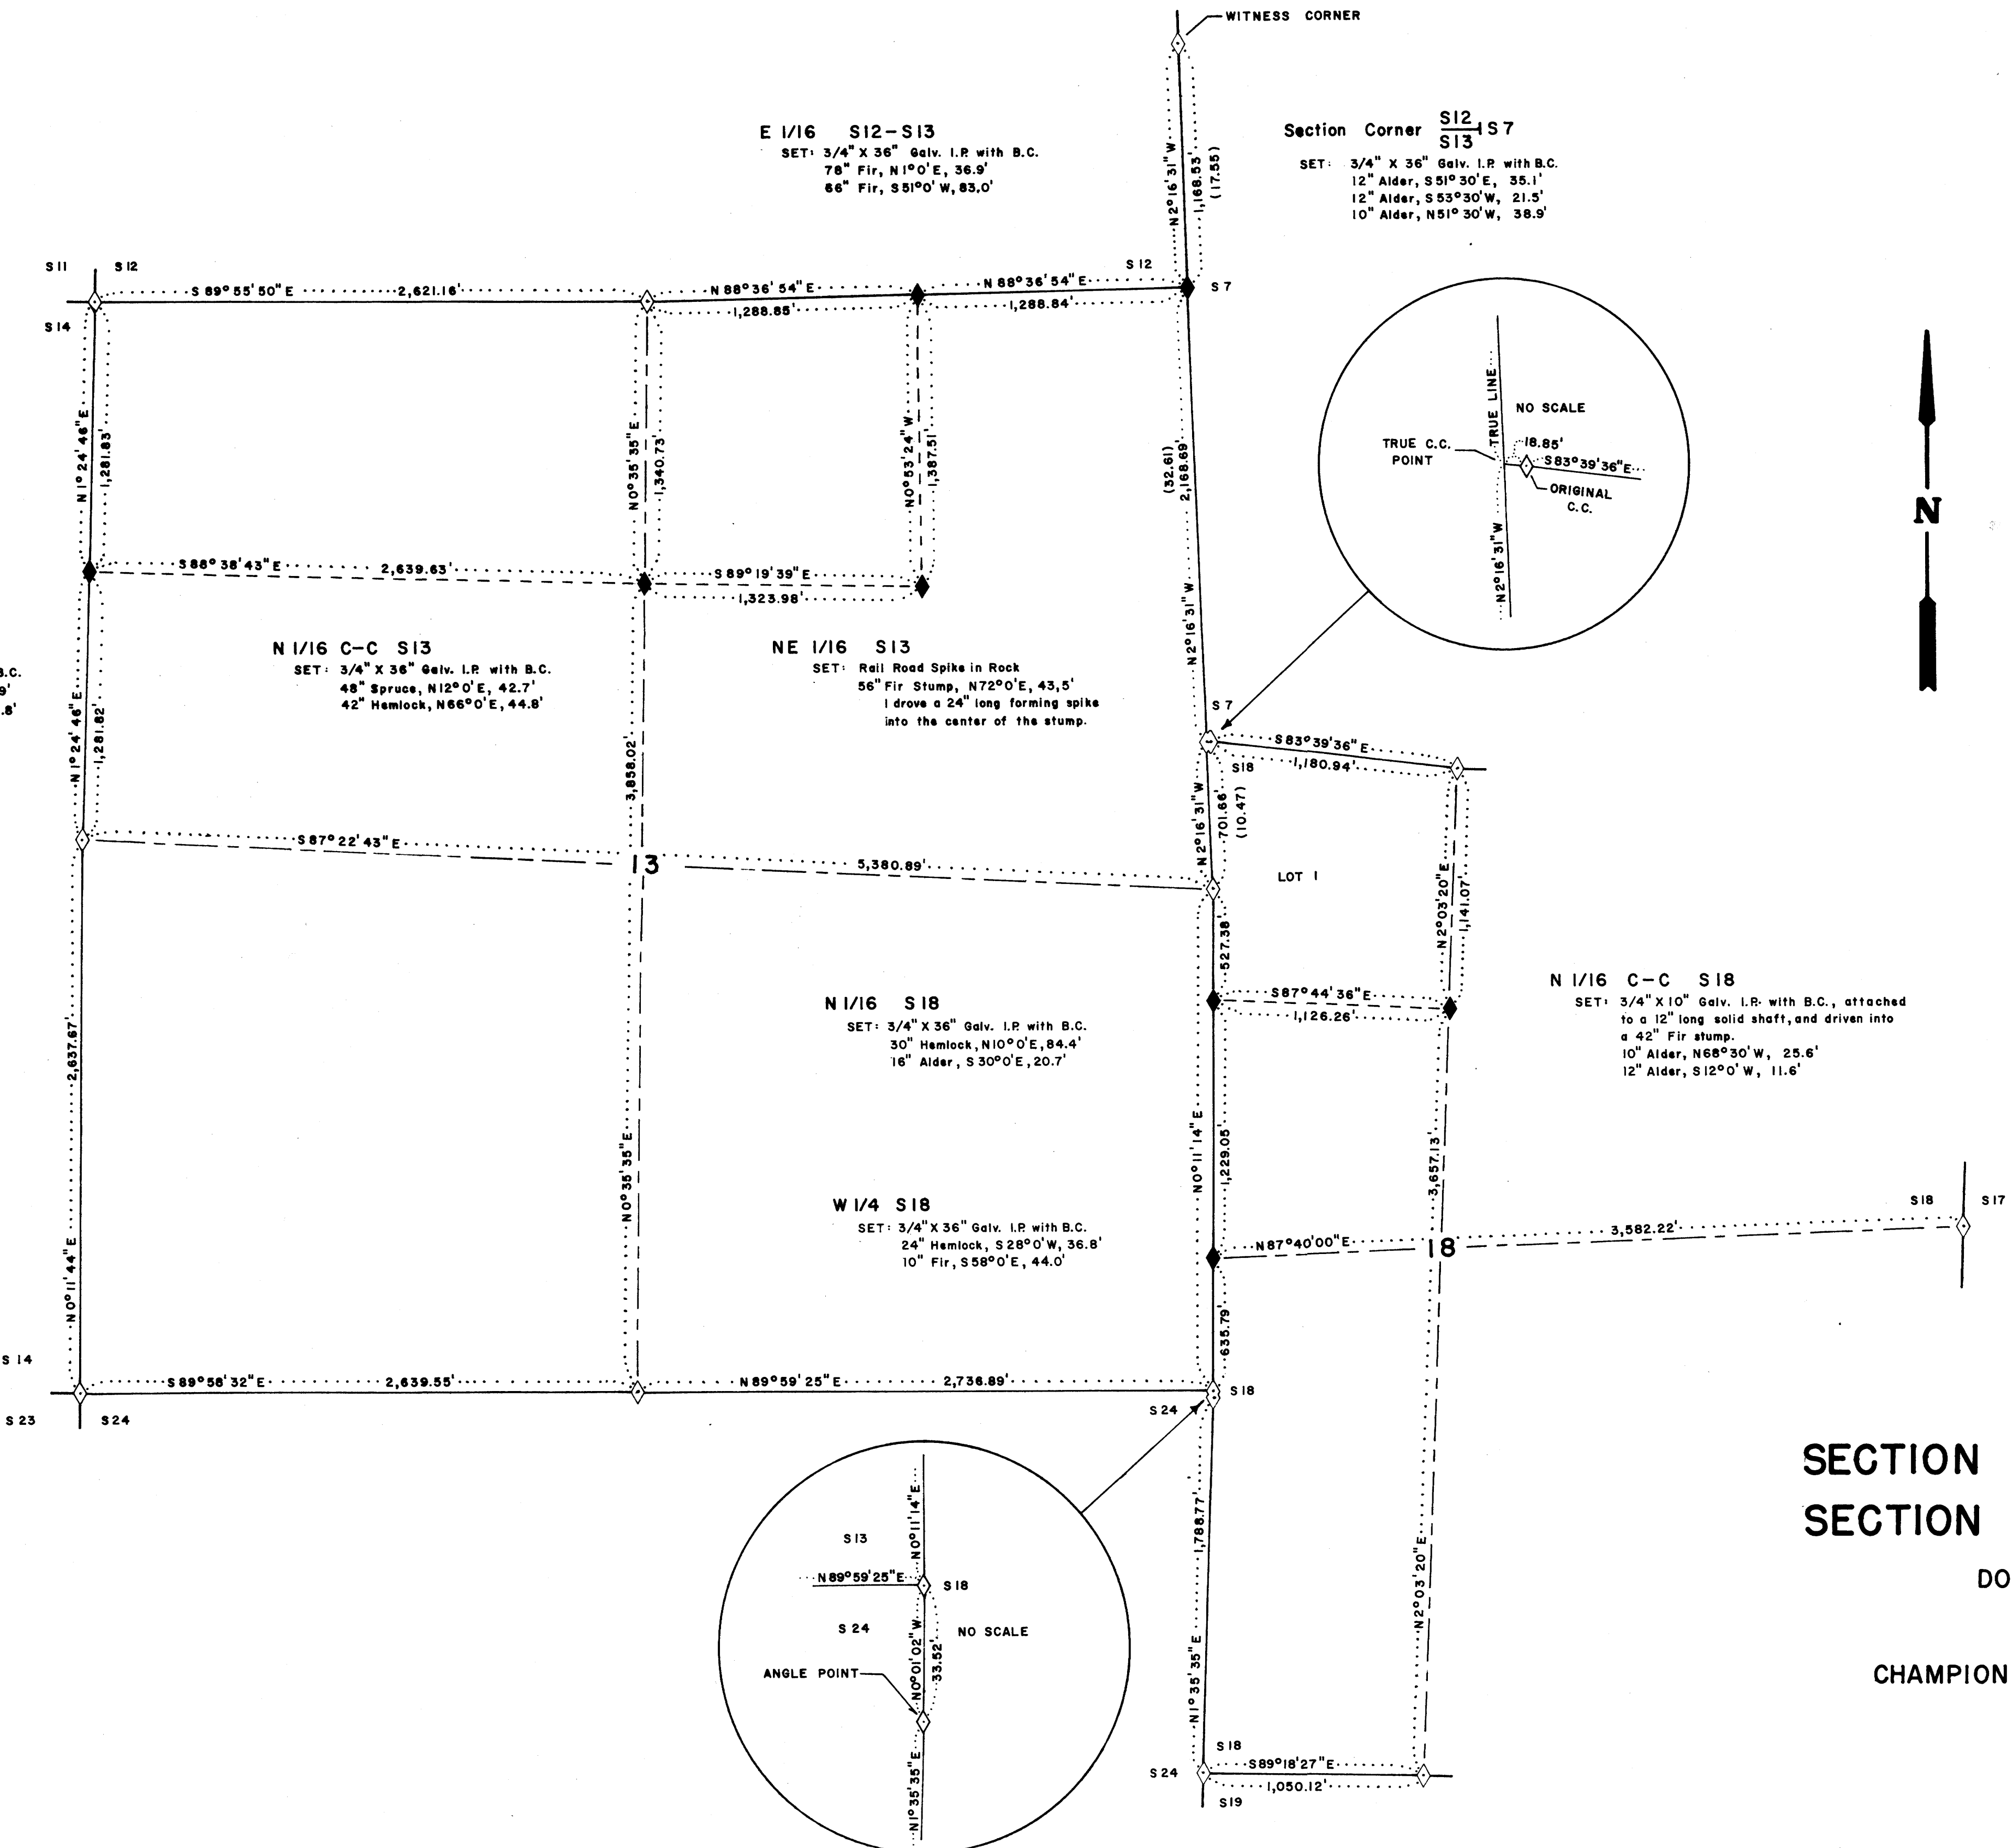 WITNESS CORNER
E 1/16 S12-S13
SET: 3/4" X 36" Galv. I.P. with B.C.
78" Fir, N1°0'E, 36.9'
66" Fir, S51°0'W, 83.0'
Section Corner S12 S7
S13
SET: 3/4" X 36" Galv. I.P. with B.C.
12" Alder, S51°30'E, 35.1'
12" Alder, S53°30'W, 21.5'
10" Alder, N51°30'W, 38.9'
N2°16'31"W
1,168.53'
(17.55)
S11 S12
S14
S89°55'50"E 2,621.16'
N88°36'54"E
1,288.85'
N88°36'54"E
1,288.84'
S12
S7
N1°24'46"E
1,281.83'
N0°35'35"E
1,340.73'
N0°53'24"W
1,387.51'
(32.61)
2,168.69'
N2°16'31"W
TRUE LINE
NO SCALE
TRUE C.C.
POINT
18.85'
S83°39'36"E
ORIGINAL
C.C.
N2°16'31"W
N
S88°38'43"E 2,639.63'
S89°19'39"E
1,323.98'
B.C.
9'
.8'
N 1/16 C-C S13
SET: 3/4" X 36" Galv. I.P. with B.C.
48" Spruce, N12°0'E, 42.7'
42" Hemlock, N66°0'E, 44.8'
NE 1/16 S13
SET: Rail Road Spike in Rock
56" Fir Stump, N72°0'E, 43,5'
I drove a 24" long forming spike
into the center of the stump.
N1°24'46"E
1,281.82'
3,858.02'
S7
S83°39'36"E
S18
1,180.94'
N2°16'31"W
701.66'
(10.47)
S87°22'43"E
13
5,380.89'
LOT 1
N2°03'20"E
1,141.07'
527.38'
S87°44'36"E
1,126.26'
N 1/16 S18
SET: 3/4" X 36" Galv. I.P. with B.C.
30" Hemlock, N10°0'E, 84.4'
16" Alder, S30°0'E, 20.7'
N 1/16 C-C S18
SET: 3/4" X 10" Galv. I.P. with B.C., attached
to a 12" long solid shaft, and driven into
a 42" Fir stump.
10" Alder, N68°30'W, 25.6'
12" Alder, S12°0'W, 11.6'
2,637.67'
N0°11'44"E
N0°35'35"E
N0°11'14"E
1,229.05'
3,657.13'
W 1/4 S18
SET: 3/4" X 36" Galv. I.P. with B.C.
24" Hemlock, S28°0'W, 36.8'
10" Fir, S58°0'E, 44.0'
S18 S17
N87°40'00"E
18
3,582.22'
635.79'
S14
S89°58'32"E 2,639.55'
N89°59'25"E 2,736.89'
S18
S23 S24
S24
1,788.77'
N1°35'35"E
N2°03'20"E
N0°11'14"E
S13
N89°59'25"E
S18
S24
N0°01'02"W
33.52'
NO SCALE
ANGLE POINT
N1°35'35"E
S18
S24
S89°18'27"E
1,050.12'
S19
SECTION
SECTION
DO
CHAMPION